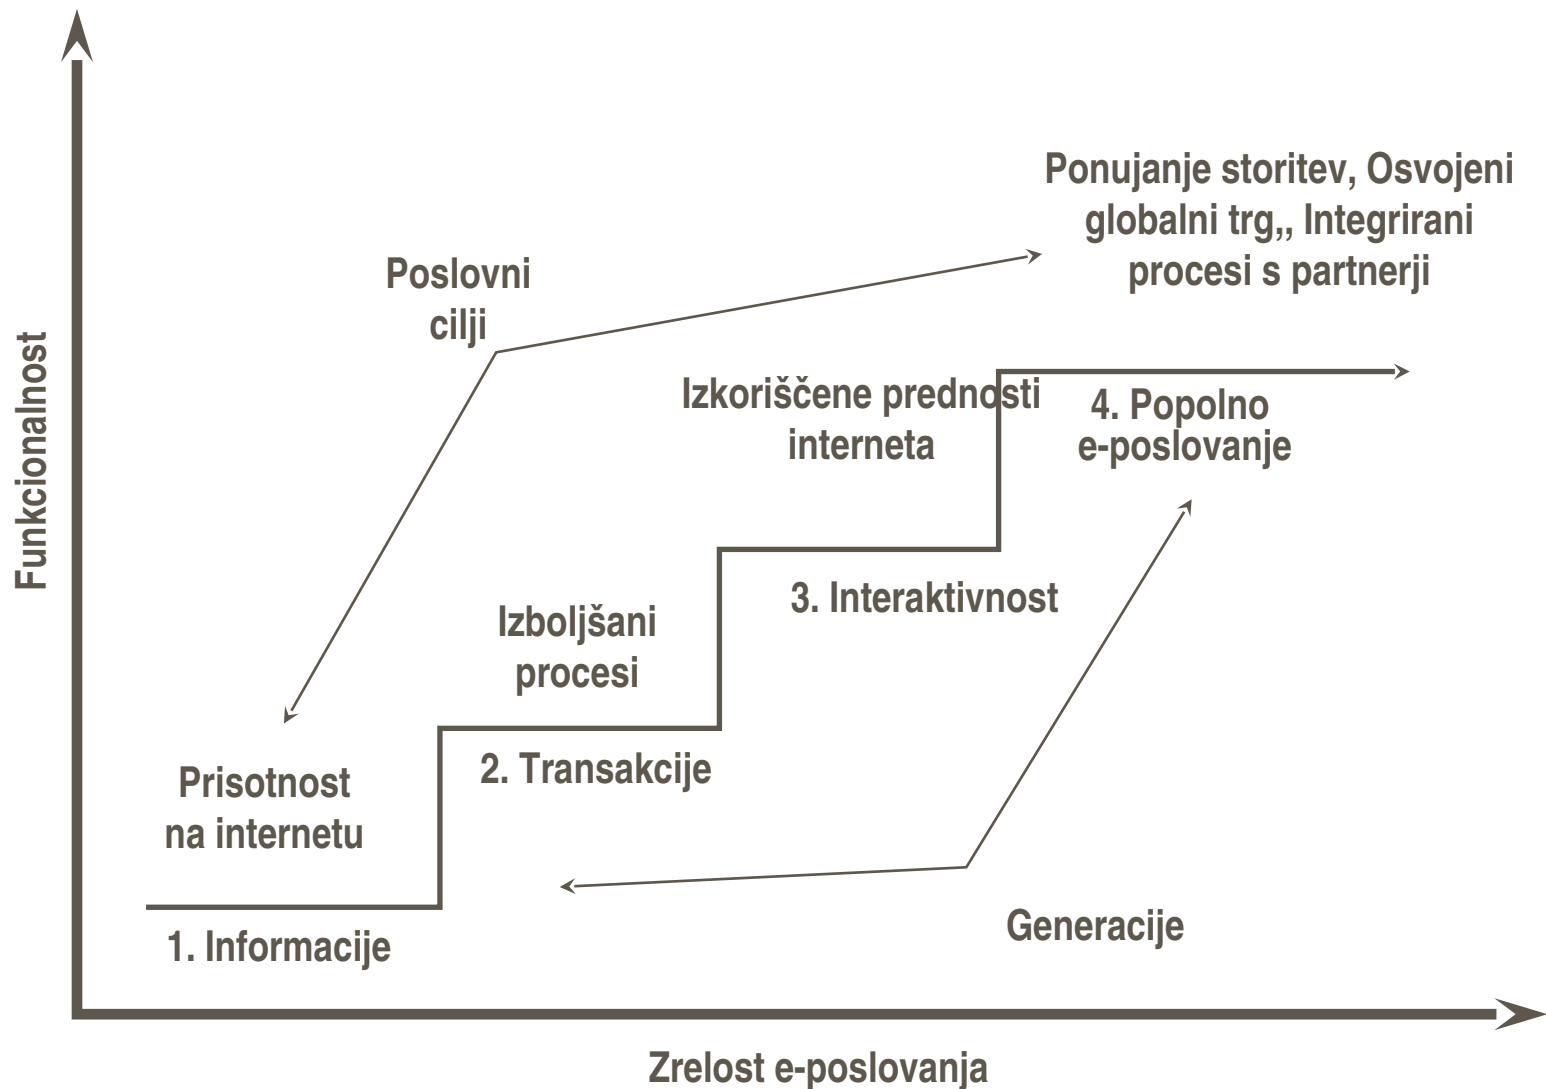 Ponujanje storitev, Osvojeni
globalni trg,, Integrirani
procesi s partnerji
Poslovni
cilji
Funkcionalnost
Izkoriščene prednosti
interneta
4. Popolno
e-poslovanje
3. Interaktivnost
Izboljšani
procesi
2. Transakcije
Prisotnost
na internetu
Generacije
1. Informacije
Zrelost e-poslovanja